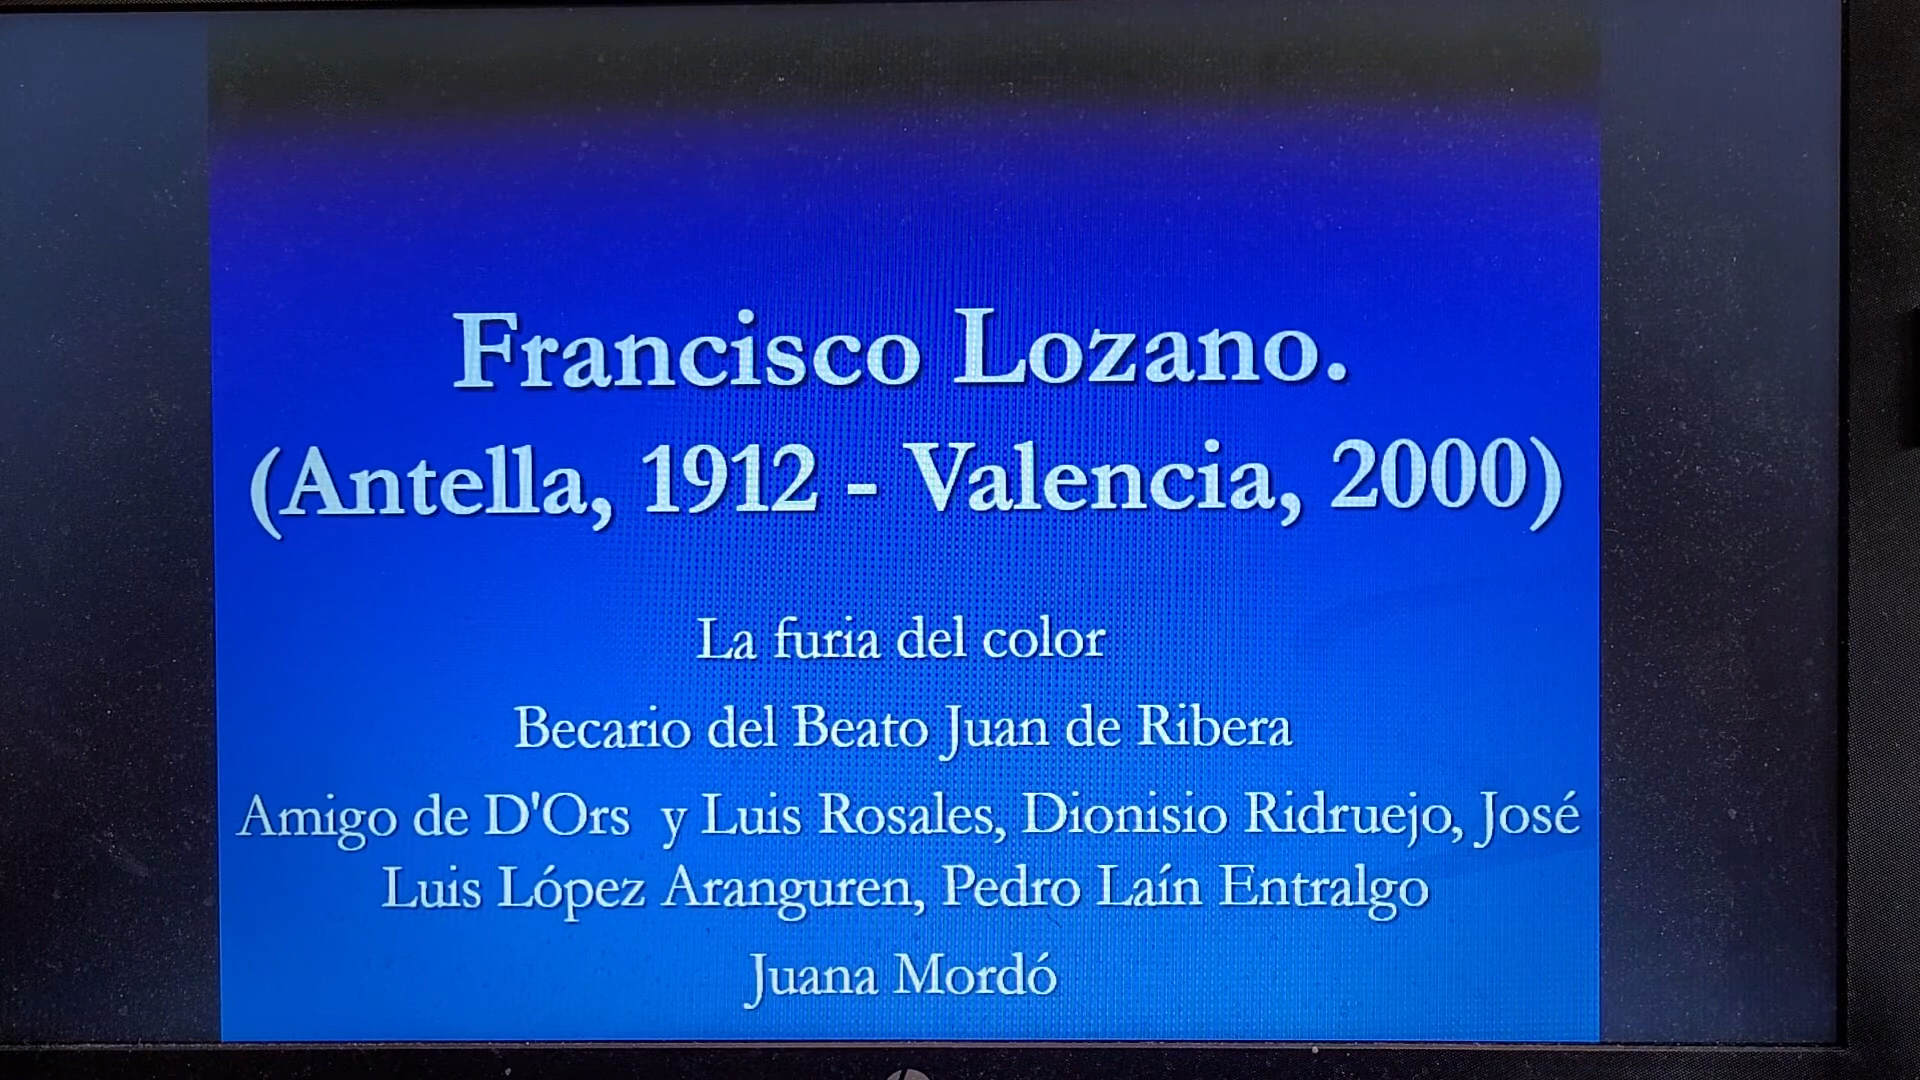 Francisco Lozano.
(Antella, 1912 - Valencia, 2000)
La furia del color
Becario del Beato Juan de Ribera
Amigo de D'Ors y Luis Rosales, Dionisio Ridruejo, José
Luis López Aranguren, Pedro Laín Entralgo
Juana Mordó